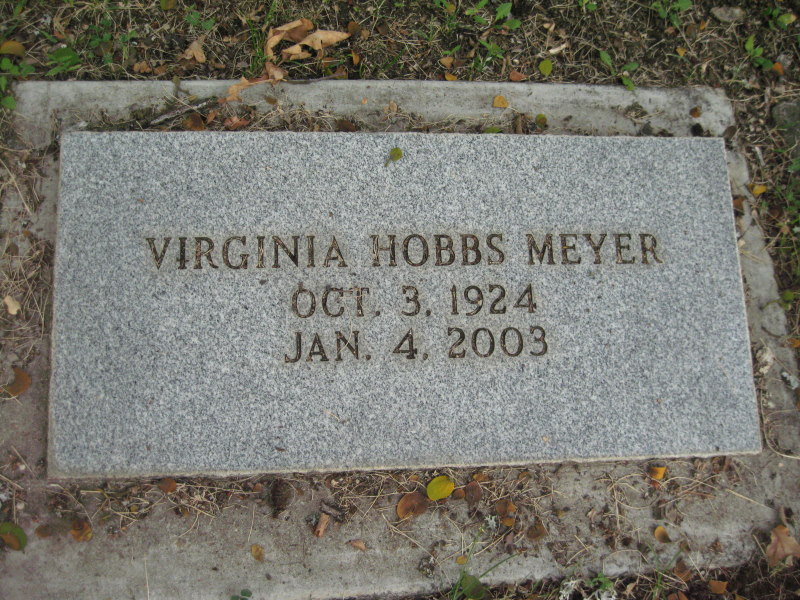 VIRGINIA HOBBS MEYER
OCT. 3, 1924
JAN. 4, 2003